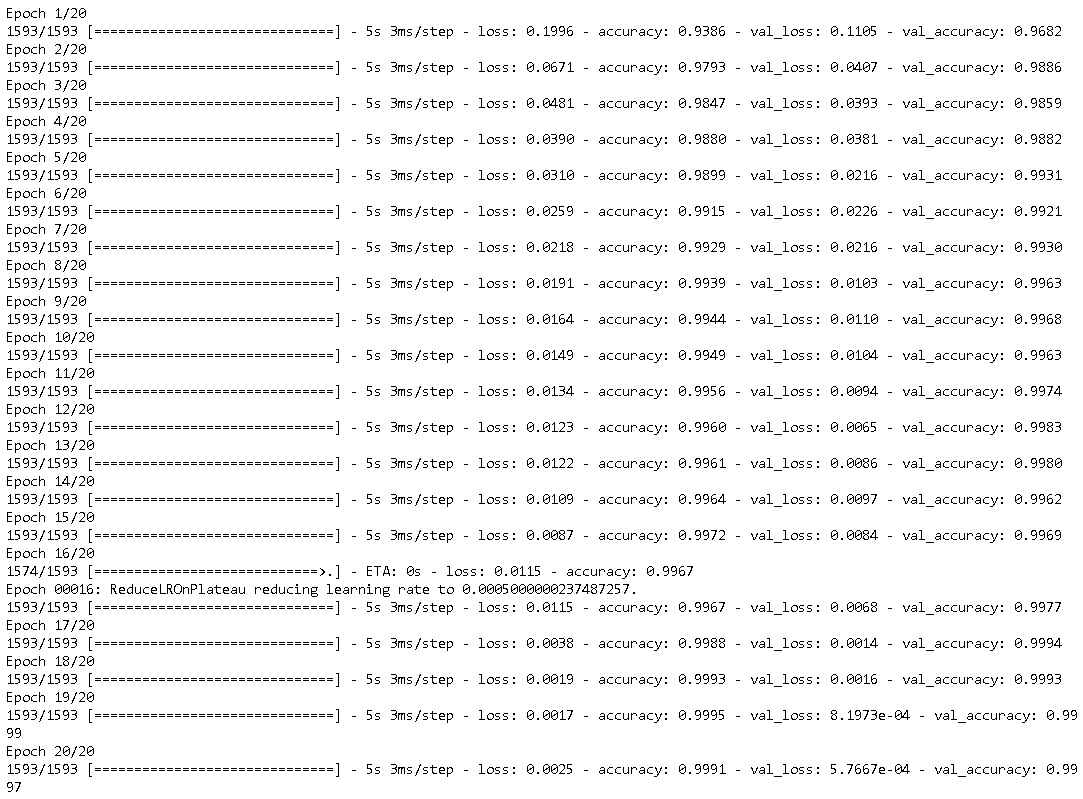 Epoch 1/20
1593/1593 [==============================] - 5s 3ms/step - loss: 0.1996 - accuracy: 0.9386 - val_loss: 0.1105 - val_accuracy: 0.9682
Epoch 2/20
1593/1593 [==============================] - 5s 3ms/step - loss: 0.0671 - accuracy: 0.9793 - val_loss: 0.0407 - val_accuracy: 0.9886
Epoch 3/20
1593/1593 [==============================] - 5s 3ms/step - loss: 0.0481 - accuracy: 0.9847 - val_loss: 0.0393 - val_accuracy: 0.9859
Epoch 4/20
1593/1593 [==============================] - 5s 3ms/step - loss: 0.0390 - accuracy: 0.9880 - val_loss: 0.0381 - val_accuracy: 0.9882
Epoch 5/20
1593/1593 [==============================] - 5s 3ms/step - loss: 0.0310 - accuracy: 0.9899 - val_loss: 0.0216 - val_accuracy: 0.9931
Epoch 6/20
1593/1593 [==============================] - 5s 3ms/step - loss: 0.0259 - accuracy: 0.9915 - val_loss: 0.0226 - val_accuracy: 0.9921
Epoch 7/20
1593/1593 [==============================] - 5s 3ms/step - loss: 0.0218 - accuracy: 0.9929 - val_loss: 0.0216 - val_accuracy: 0.9930
Epoch 8/20
1593/1593 [==============================] - 5s 3ms/step - loss: 0.0191 - accuracy: 0.9939 - val_loss: 0.0103 - val_accuracy: 0.9963
Epoch 9/20
1593/1593 [==============================] - 5s 3ms/step - loss: 0.0164 - accuracy: 0.9944 - val_loss: 0.0110 - val_accuracy: 0.9968
Epoch 10/20
1593/1593 [==============================] - 5s 3ms/step - loss: 0.0149 - accuracy: 0.9949 - val_loss: 0.0104 - val_accuracy: 0.9963
Epoch 11/20
1593/1593 [==============================] - 5s 3ms/step - loss: 0.0134 - accuracy: 0.9956 - val_loss: 0.0094 - val_accuracy: 0.9974
Epoch 12/20
1593/1593 [==============================] - 5s 3ms/step - loss: 0.0123 - accuracy: 0.9960 - val_loss: 0.0065 - val_accuracy: 0.9983
Epoch 13/20
1593/1593 [==============================] - 5s 3ms/step - loss: 0.0122 - accuracy: 0.9961 - val_loss: 0.0086 - val_accuracy: 0.9980
Epoch 14/20
1593/1593 [==============================] - 5s 3ms/step - loss: 0.0109 - accuracy: 0.9964 - val_loss: 0.0097 - val_accuracy: 0.9962
Epoch 15/20
1593/1593 [==============================] - 5s 3ms/step - loss: 0.0087 - accuracy: 0.9972 - val_loss: 0.0084 - val_accuracy: 0.9969
Epoch 16/20
1574/1593 [============================>.] - ETA: 0s - loss: 0.0115 - accuracy: 0.9967
Epoch 00016: ReduceLROnPlateau reducing learning rate to 0.0005000000237487257.
1593/1593 [==============================] - 5s 3ms/step - loss: 0.0115 - accuracy: 0.9967 - val_loss: 0.0068 - val_accuracy: 0.9977
Epoch 17/20
1593/1593 [==============================] - 5s 3ms/step - loss: 0.0038 - accuracy: 0.9988 - val_loss: 0.0014 - val_accuracy: 0.9994
Epoch 18/20
1593/1593 [==============================] - 5s 3ms/step - loss: 0.0019 - accuracy: 0.9993 - val_loss: 0.0016 - val_accuracy: 0.9993
Epoch 19/20
1593/1593 [==============================] - 5s 3ms/step - loss: 0.0017 - accuracy: 0.9995 - val_loss: 8.1973e-04 - val_accuracy: 0.99
99
Epoch 20/20
1593/1593 [==============================] - 5s 3ms/step - loss: 0.0025 - accuracy: 0.9991 - val_loss: 5.7667e-04 - val_accuracy: 0.99
97